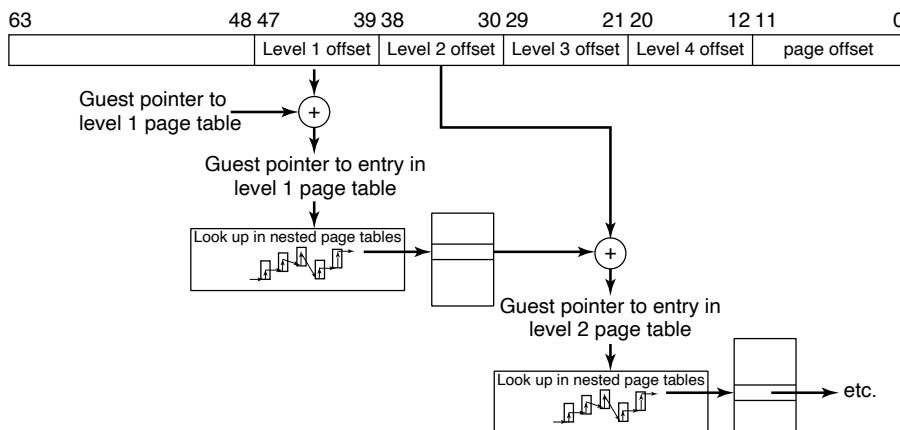 63 48 47 39 38 30 29 21 20 12 11 0
Level 1 offset Level 2 offset Level 3 offset Level 4 offset page offset
Guest pointer to
level 1 page table
+
Guest pointer to entry in
level 1 page table
Look up in nested page tables
+
Guest pointer to entry in
level 2 page table
Look up in nested page tables
etc.